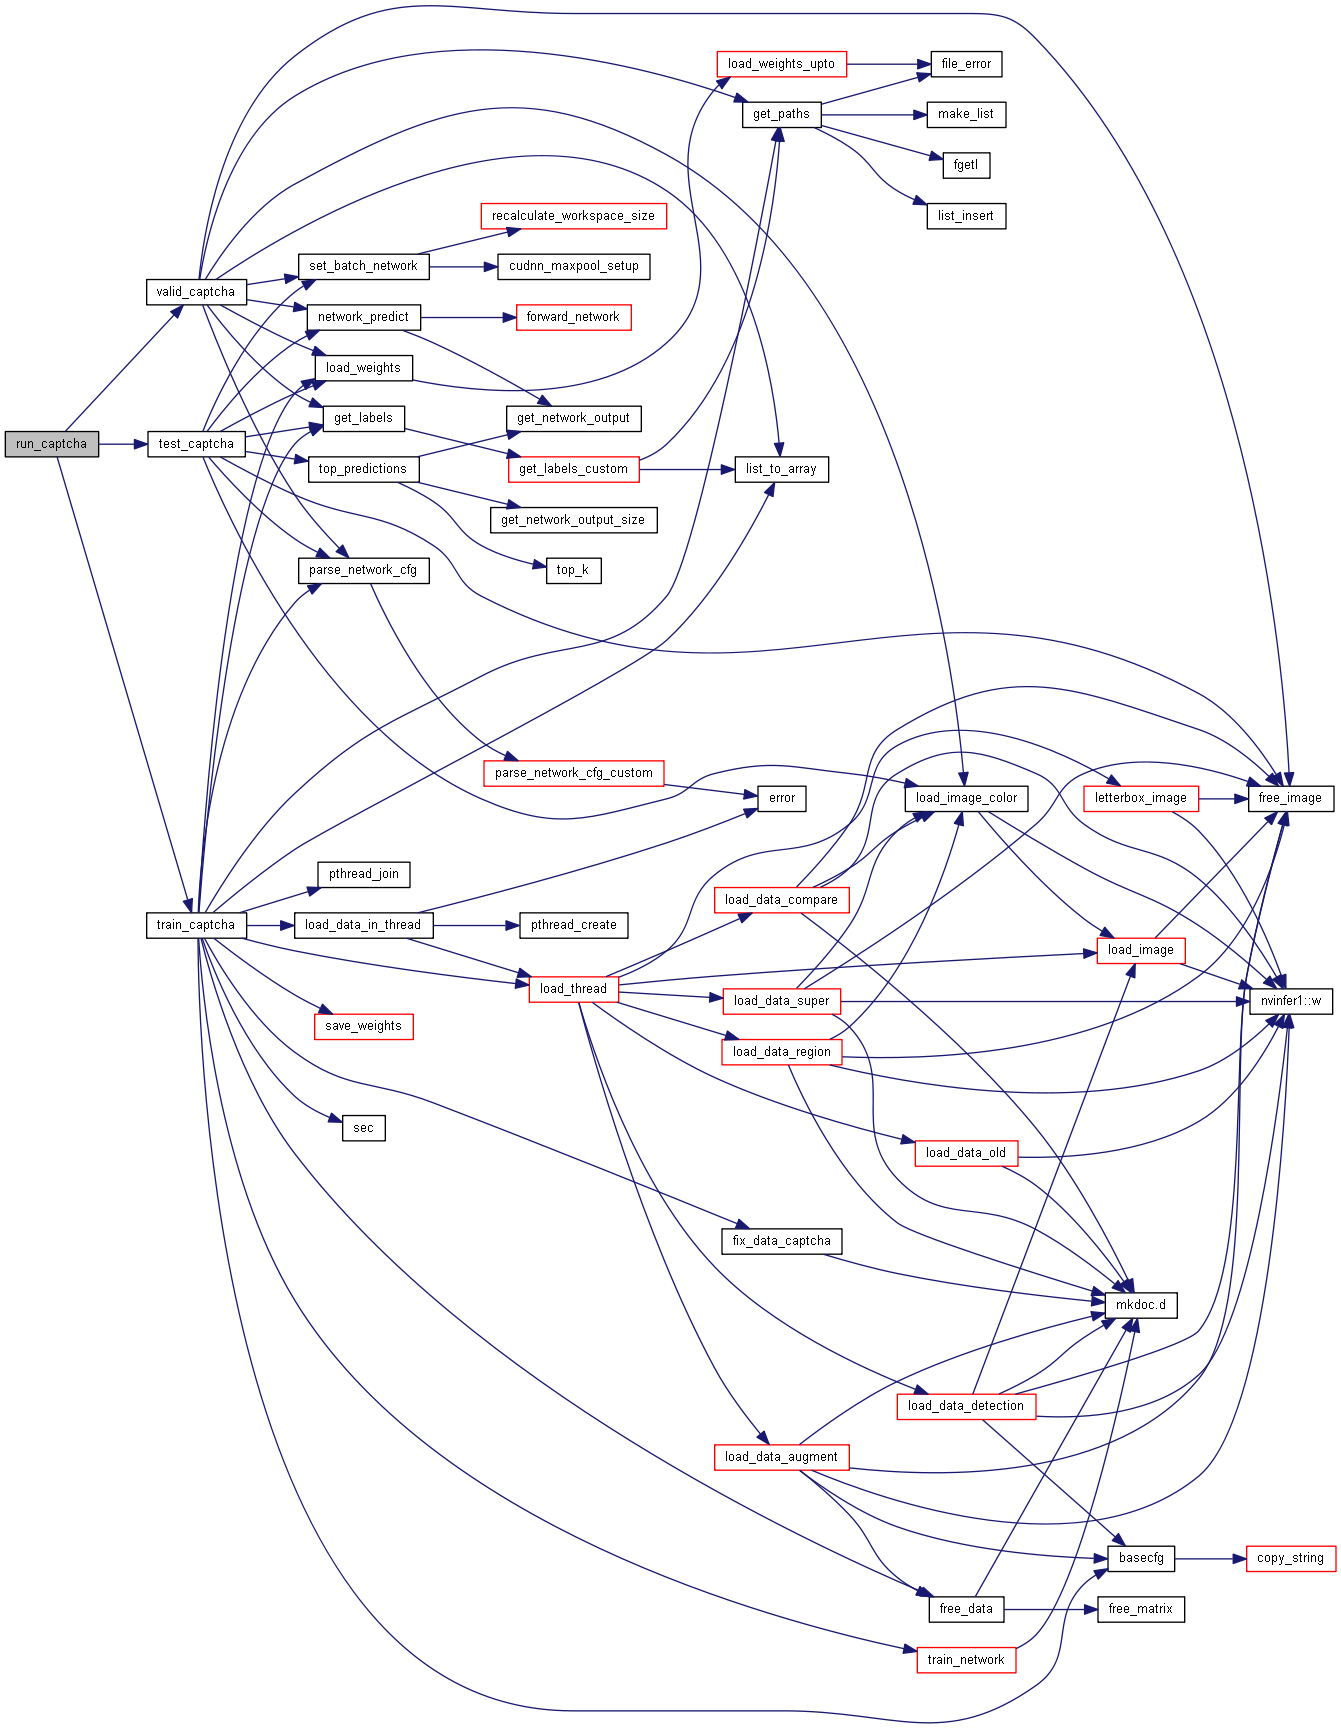 load_weights_upto
file_error
get_paths
make_list
fgetl
list_insert
recalculate_workspace_size
set_batch_network
cudnn_maxpool_setup
valid_captcha
network_predict
forward_network
load_weights
get_labels
get_network_output
run_captcha
test_captcha
top_predictions
get_labels_custom
list_to_array
get_network_output_size
parse_network_cfg
top_k
parse_network_cfg_custom
error
load_image_color
letterbox_image
free_image
pthread_join
load_data_compare
train_captcha
load_data_in_thread
pthread_create
load_image
load_thread
load_data_super
nvinfer1::w
save_weights
load_data_region
sec
load_data_old
fix_data_captcha
mkdoc.d
load_data_detection
load_data_augment
basecfg
copy_string
free_data
free_matrix
train_network